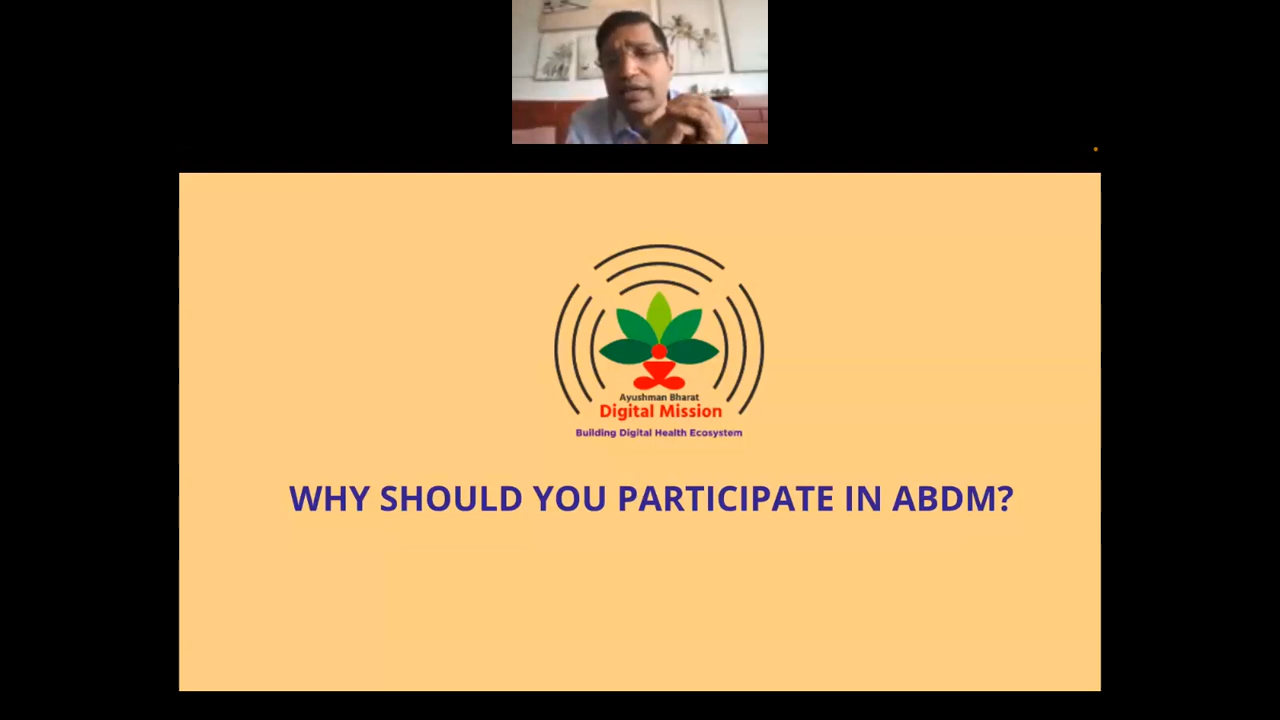 Ayushman Bharat
Digital Mission
Building Digital Health Ecosystem
WHY SHOULD YOU PARTICIPATE IN ABDM?